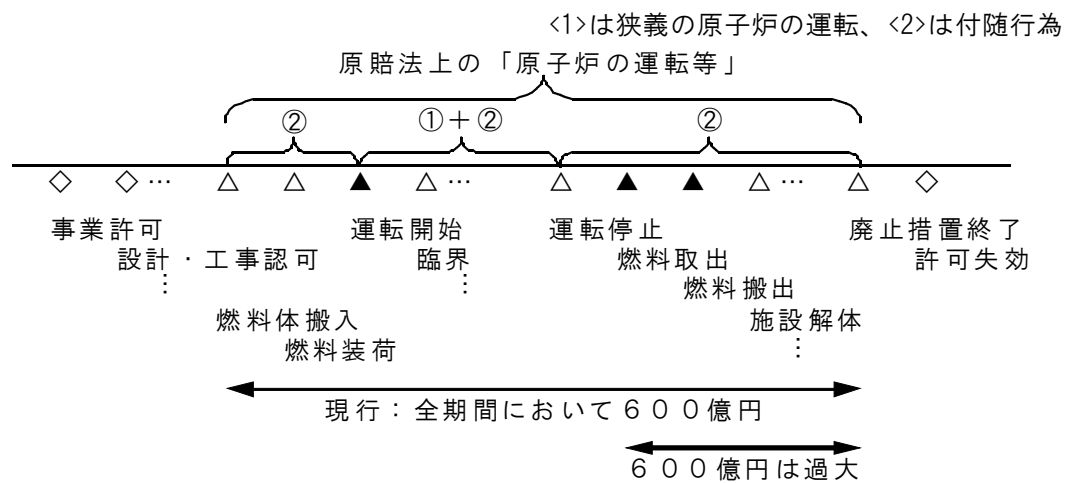 <1>は狭義の原子炉の運転、<2>は付随行為
原賠法上の「原子炉の運転等」
② ①+② ②
◇ ◇ … △ △ ▲ △ … △ ▲ ▲ △ … △ ◇
事業許可 運転開始 運転停止 廃止措置終了
設計・工事認可 臨界 燃料取出 許可失効
⋮ ⋮ 燃料搬出
燃料体搬入 施設解体
燃料装荷 ⋮
現行:全期間において600億円
600億円は過大